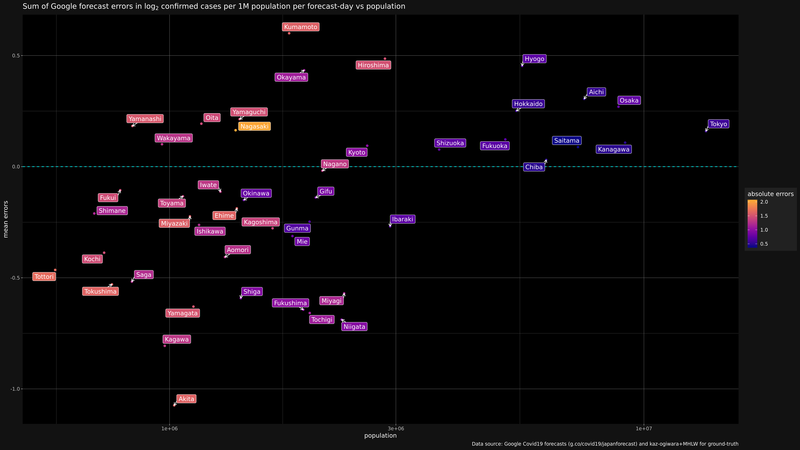 Sum of Google forecast errors in log2 confirmed cases per 1M population per forecast-day vs population
Kumamoto
0.5
Hyogo
Hiroshima
Okayama
Aichi
Osaka
Hokkaido
Yamaguchi
Yamanashi
Oita
Nagasaki
Tokyo
Wakayama
Shizuoka
Fukuoka
Saitama
Kyoto
Kanagawa
Nagano
Chiba
0.0
Iwate
Okinawa
Gifu
Fukui
Toyama
Shimane
Ehime
Ibaraki
Miyazaki
Kagoshima
Gunma
Ishikawa
Mie
Aomori
Kochi
Tottori
Saga
-0.5
Tokushima
Shiga
Fukushima
Miyagi
Yamagata
Tochigi
Niigata
Kagawa
Akita
-1.0
mean errors
absolute errors
2.0
1.5
1.0
0.5
1e+06
3e+06
1e+07
population
Data source: Google Covid19 forecasts (g.co/covid19/japanforecast) and kaz-ogiwara+MHLW for ground-truth